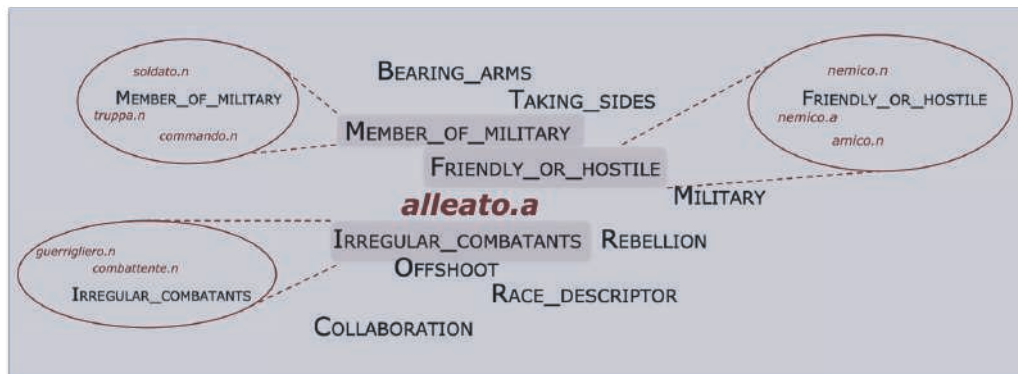 soldato.n
MEMBER_OF_MILITARY
truppa.n
commando.n
BEARING_ARMS
TAKING_SIDES
MEMBER_OF_MILITARY
FRIENDLY_OR_HOSTILE
nemico.n
FRIENDLY_OR_HOSTILE
nemico.a
amico.n
MILITARY
alleato.a
IRREGULAR_COMBATANTS REBELLION
OFFSHOOT
RACE_DESCRIPTOR
COLLABORATION
guerrigliero.n
combattente.n
IRREGULAR_COMBATANTS